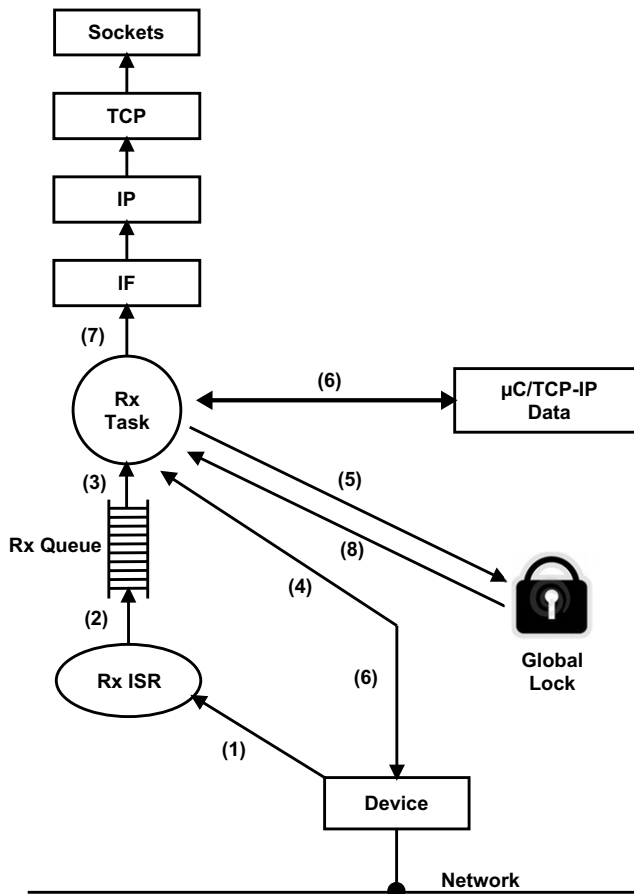 Sockets
TCP
IP
IF
(7)
Rx
Task
(6)
µC/TCP-IP
Data
(3)
(5)
Rx Queue
(8)
(4)
(2)
Global
Lock
Rx ISR
(6)
(1)
Device
Network